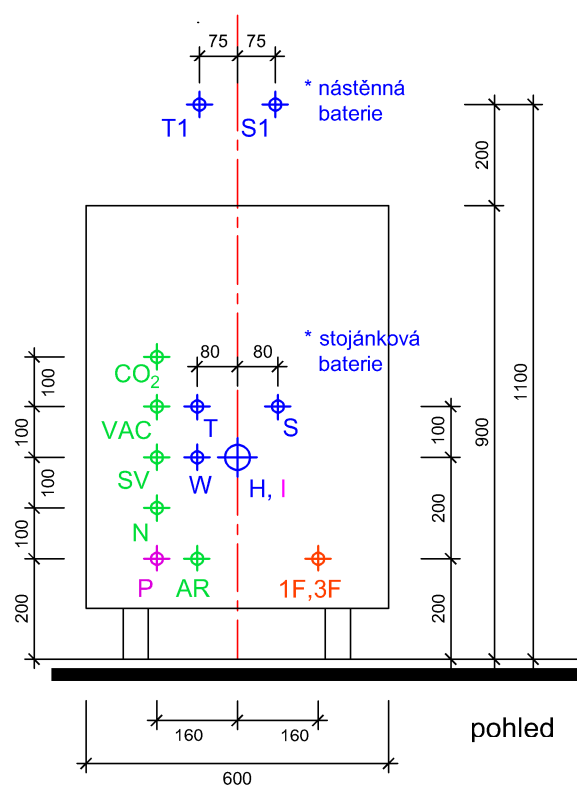 75 75
* nástěnná
baterie
T1 S1
200
1100
900
* stojánková
baterie
80 80
CO₂
100
VAC T S
100 100
SV W H, I
100 200
N
100
P AR 1F,3F
200 200
160 160
pohled
600